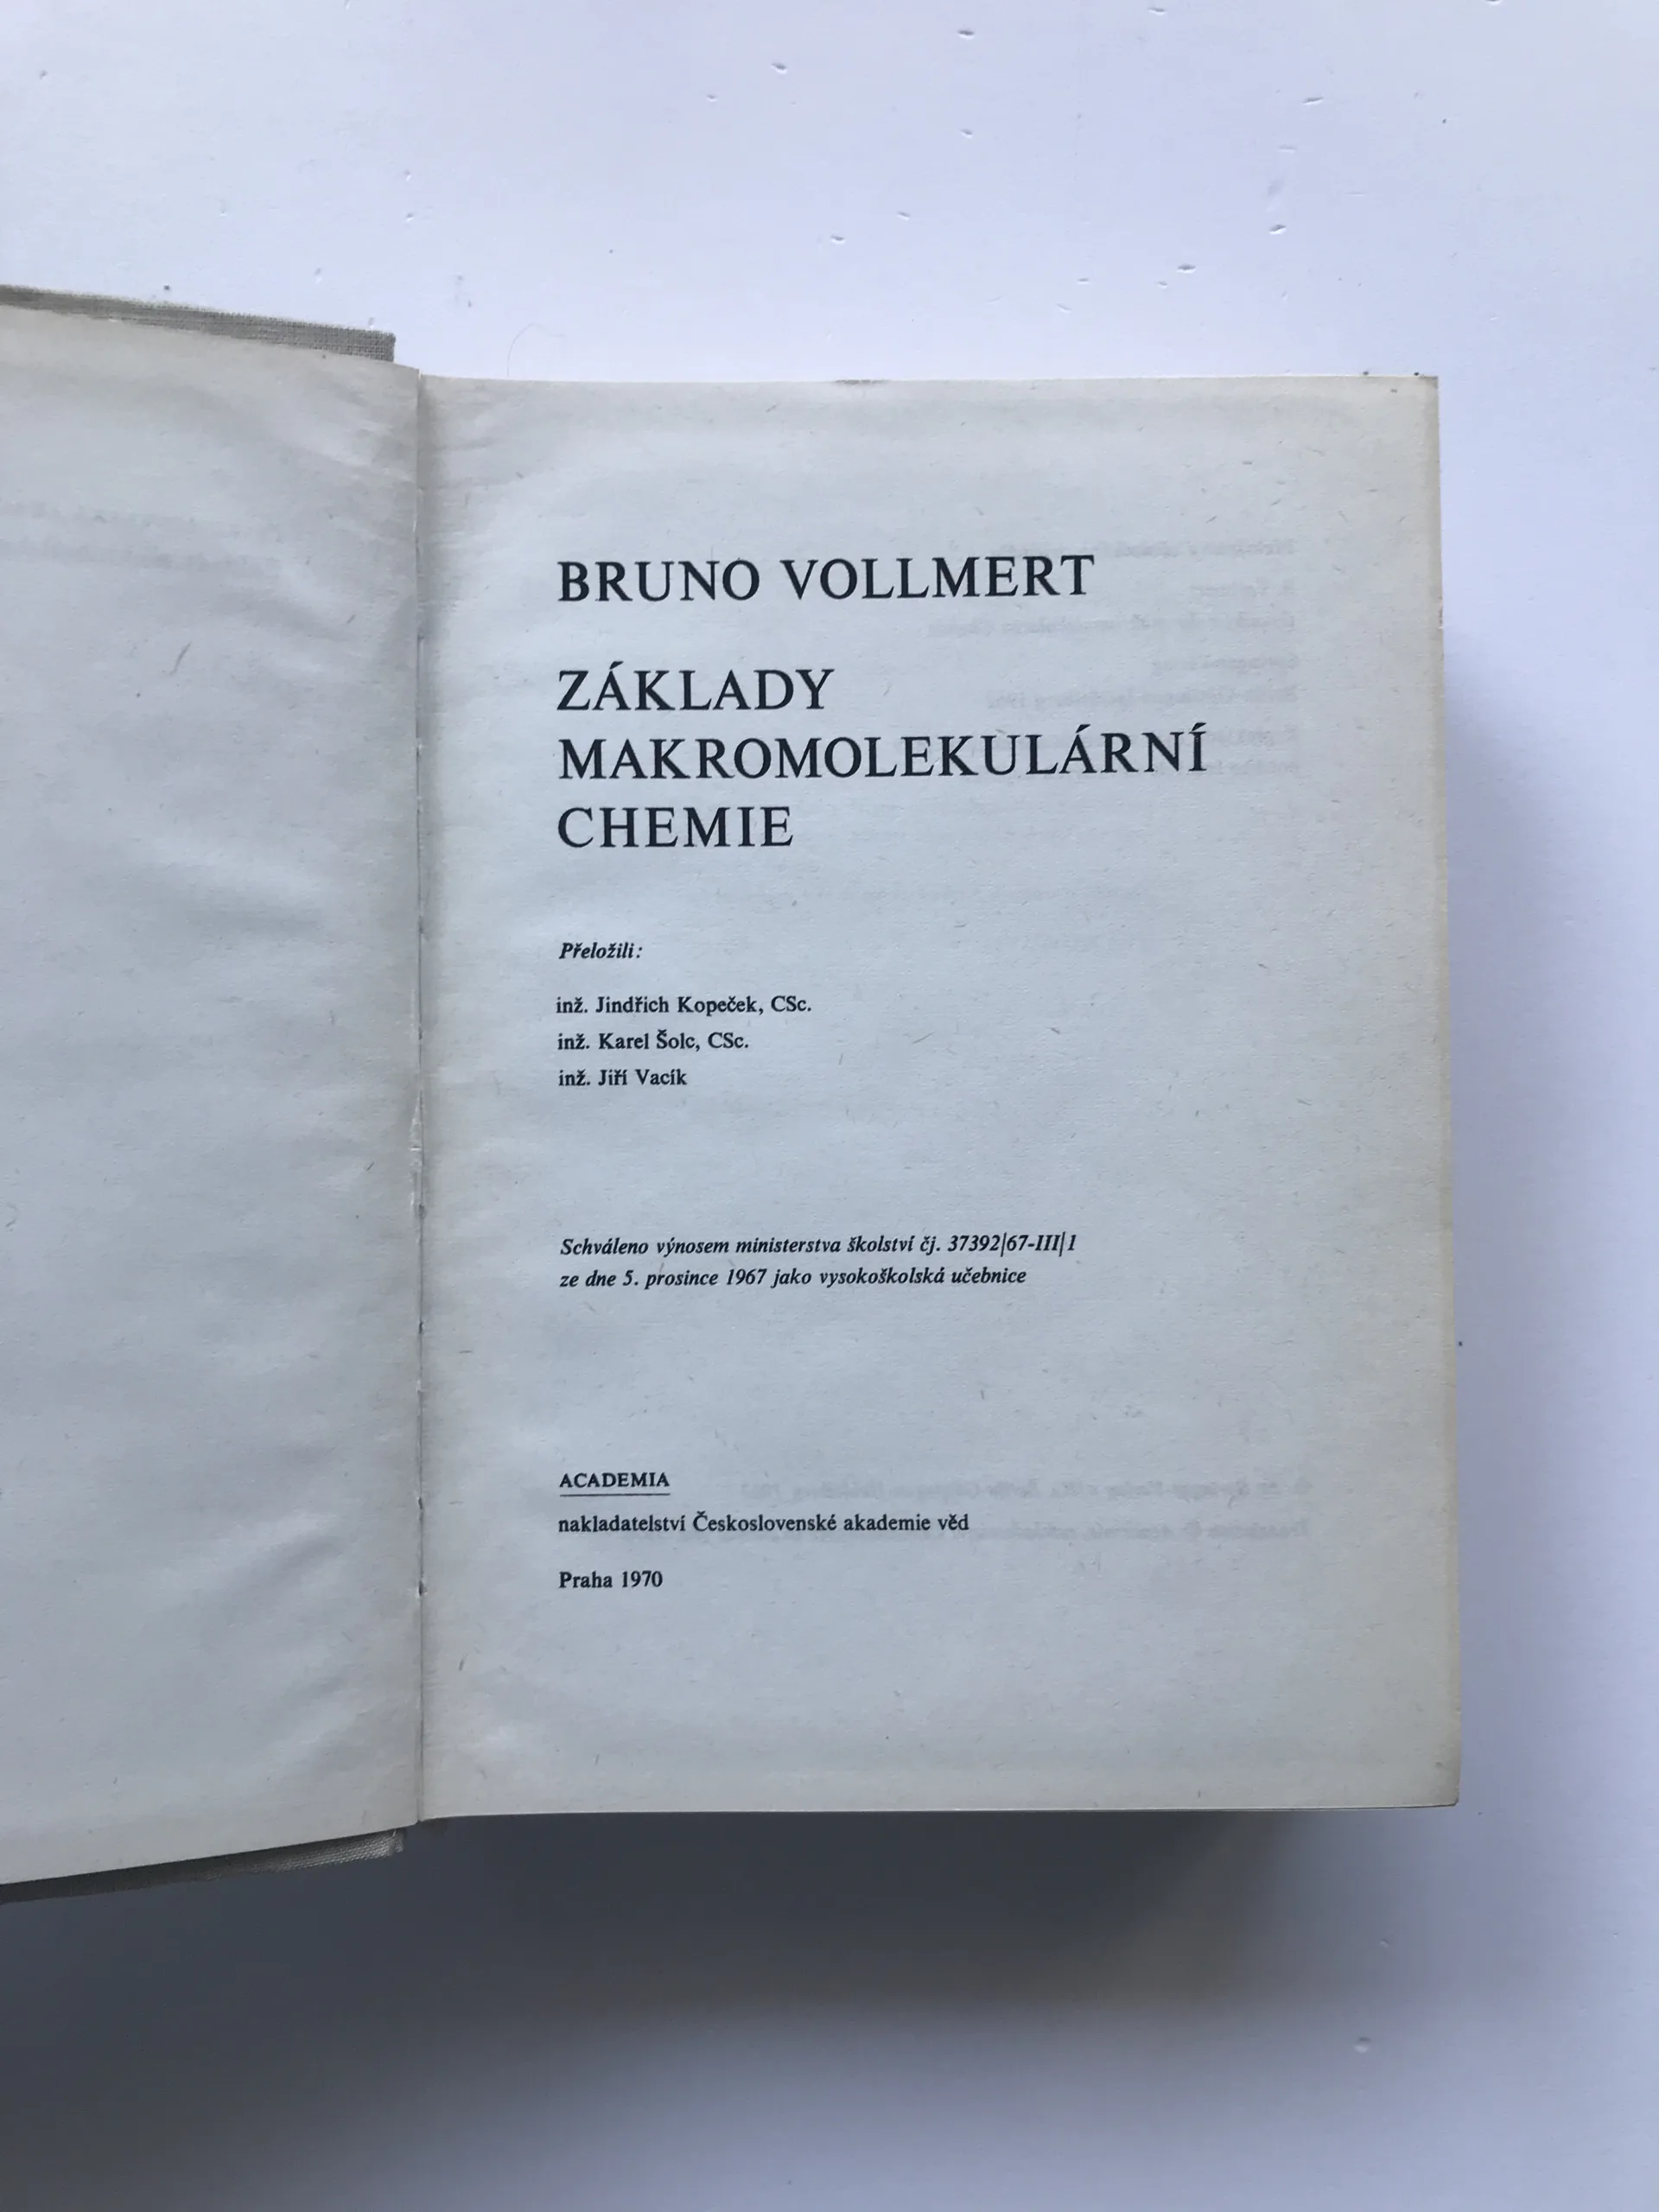 BRUNO VOLLMERT
ZÁKLADY
MAKROMOLEKULÁRNÍ
CHEMIE
Přeložili:
inž. Jindřich Kopeček, CSc.
inž. Karel Šolc, CSc.
inž. Jiří Vacík
Schváleno výnosem ministerstva školství čj. 37392|67-III|1
ze dne 5. prosince 1967 jako vysokoškolská učebnice
ACADEMIA
nakladatelství Československé akademie věd
Praha 1970